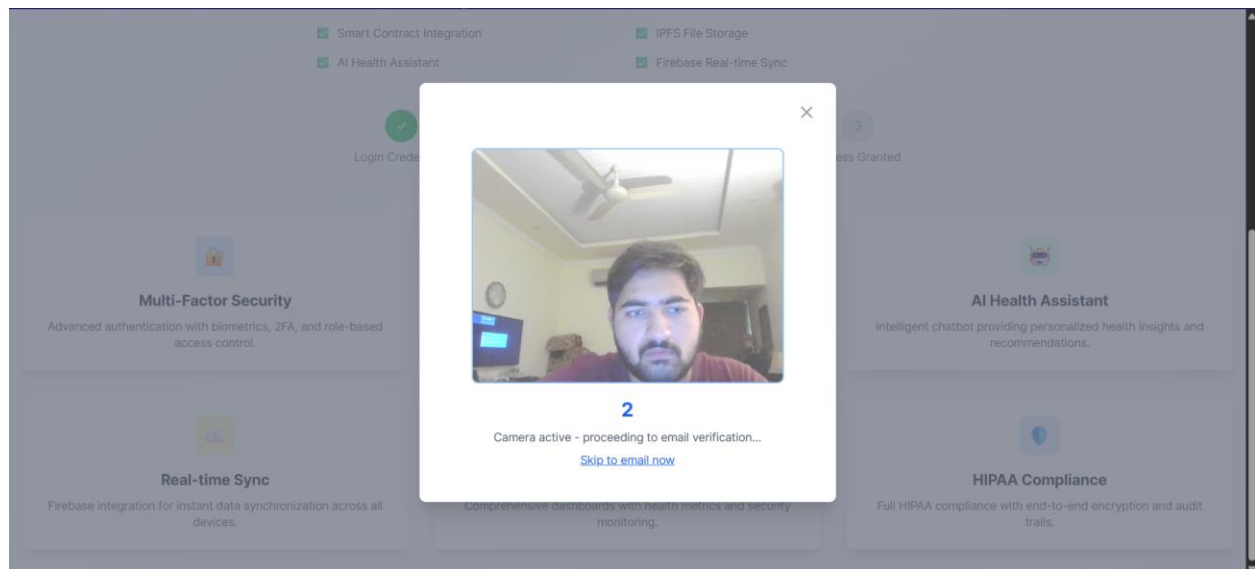 Smart Contract Integration
IPFS File Storage
AI Health Assistant
Firebase Real-time Sync
3
Login Crede
ess Granted
Multi-Factor Security
Advanced authentication with biometrics, 2FA, and role-based
access control.
2
Camera active - proceeding to email verification...
Skip to email now
AI Health Assistant
Intelligent chatbot providing personalized health insights and
recommendations.
Real-time Sync
Firebase integration for instant data synchronization across all
devices.
Comprehensive dashboards with health metrics and security
monitoring.
HIPAA Compliance
Full HIPAA compliance with end-to-end encryption and audit
trails.